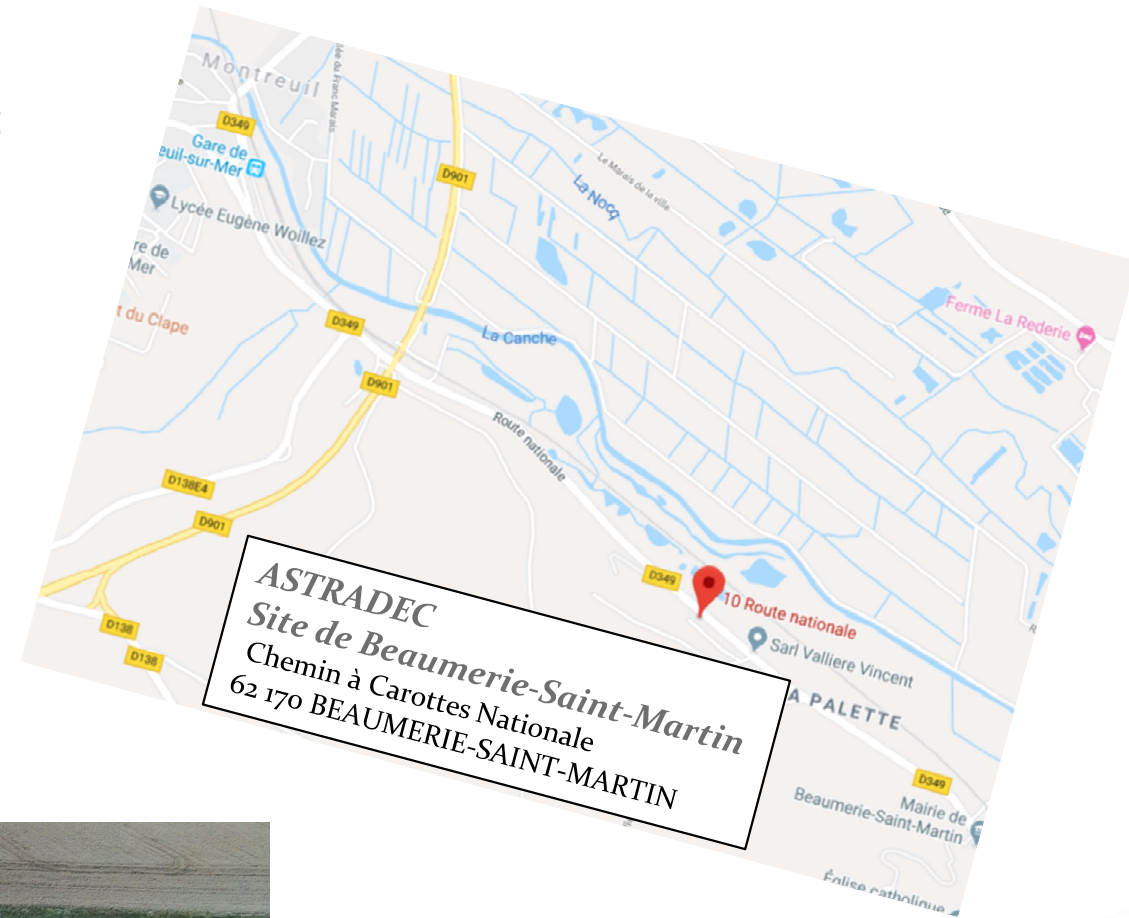 Montreuil
D349
Gare de
euil-sur-Mer
Lycée Eugène Woillez
re de
Mer
t du Clape
D901
La Nocq
Le Marais de la ville
Ferme La Rederie
D349
La Canche
D901
Route nationale
D138E4
D901
D349
10 Route nationale
Sarl Valliere Vincent
A PALETTE
D138
D138
ASTRADEC
Site de Beaumerie-Saint-Martin
Chemin à Carottes Nationale
62 170 BEAUMERIE-SAINT-MARTIN
D349
Mairie de
Beaumerie-Saint-Martin
Église catholique